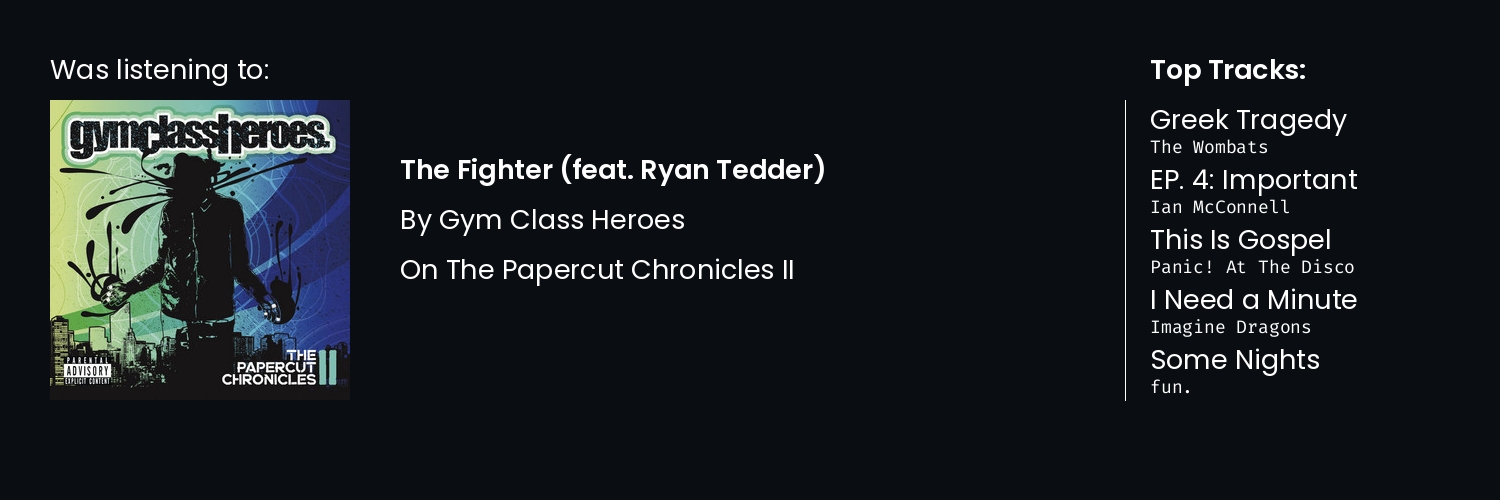 Was listening to:
gymclassheroes.
THE
PAPERCUT
CHRONICLES II
PARENTAL
ADVISORY
EXPLICIT CONTENT
The Fighter (feat. Ryan Tedder)
By Gym Class Heroes
On The Papercut Chronicles II
Top Tracks:
Greek Tragedy
The Wombats
EP. 4: Important
Ian McConnell
This Is Gospel
Panic! At The Disco
I Need a Minute
Imagine Dragons
Some Nights
fun.